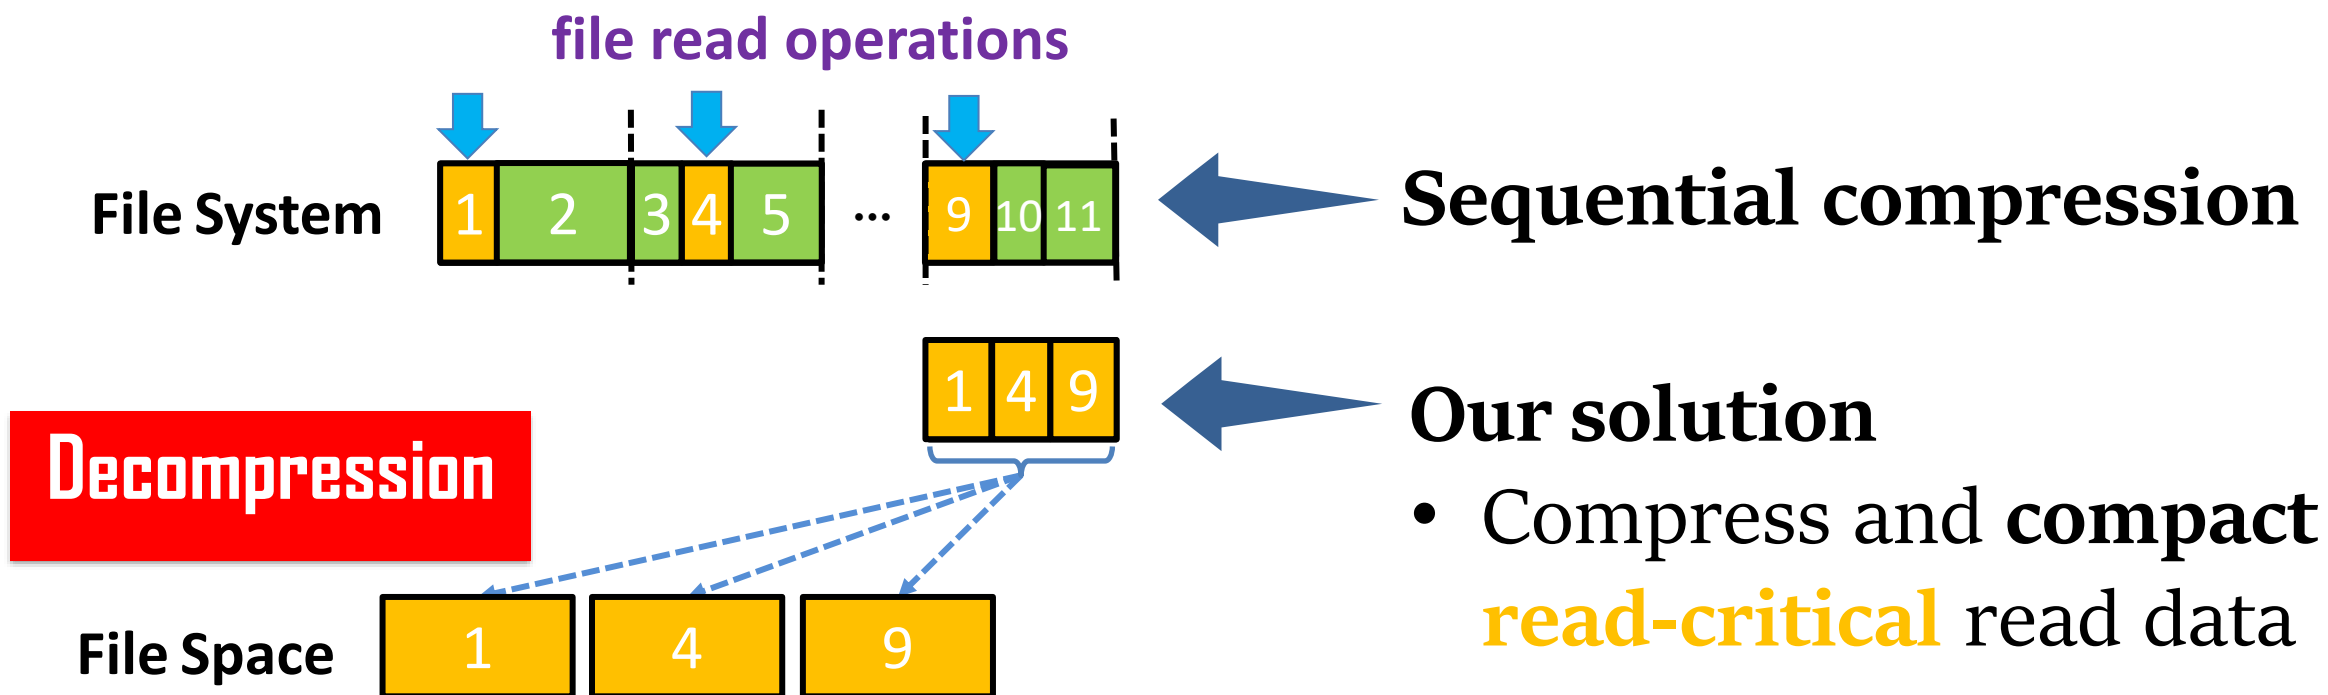 file read operations
File System 1 2 3 4 5 ... 9 10 11 Sequential compression
1 4 9
Our solution
Decompression
• Compress and compact
read-critical read data
File Space 1 4 9